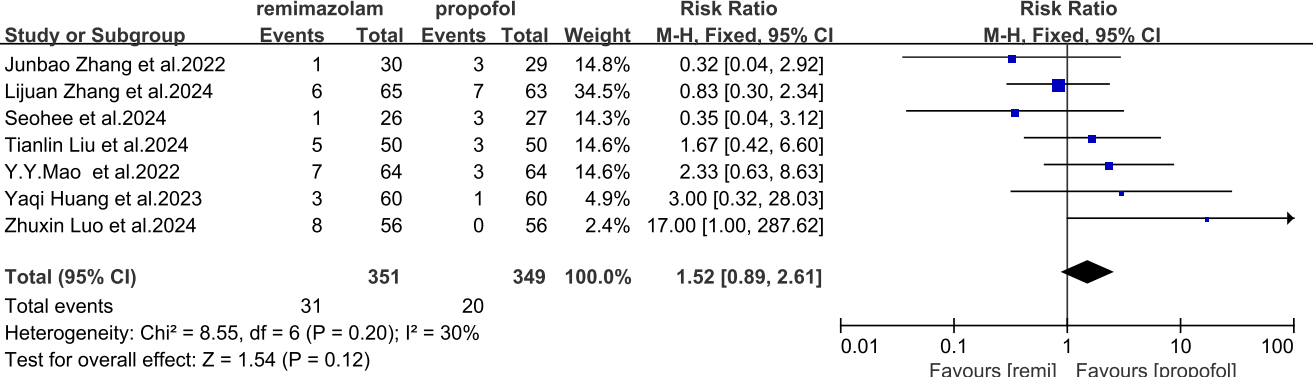 remimazolam propofol Risk Ratio Risk Ratio
Study or Subgroup Events Total Events Total Weight M-H, Fixed, 95% CI M-H, Fixed, 95% CI
Junbao Zhang et al.2022 1 30 3 29 14.8% 0.32 [0.04, 2.92]
Lijuan Zhang et al.2024 6 65 7 63 34.5% 0.83 [0.30, 2.34]
Seohee et al.2024 1 26 3 27 14.3% 0.35 [0.04, 3.12]
Tianlin Liu et al.2024 5 50 3 50 14.6% 1.67 [0.42, 6.60]
Y.Y.Mao et al.2022 7 64 3 64 14.6% 2.33 [0.63, 8.63]
Yaqi Huang et al.2023 3 60 1 60 4.9% 3.00 [0.32, 28.03]
Zhuxin Luo et al.2024 8 56 0 56 2.4% 17.00 [1.00, 287.62]
Total (95% CI) 351 349 100.0% 1.52 [0.89, 2.61]
Total events 31 20
Heterogeneity: Chi² = 8.55, df = 6 (P = 0.20); I² = 30%
Test for overall effect: Z = 1.54 (P = 0.12)
0.01 0.1 1 10 100
Favours [remi] Favours [propofol]